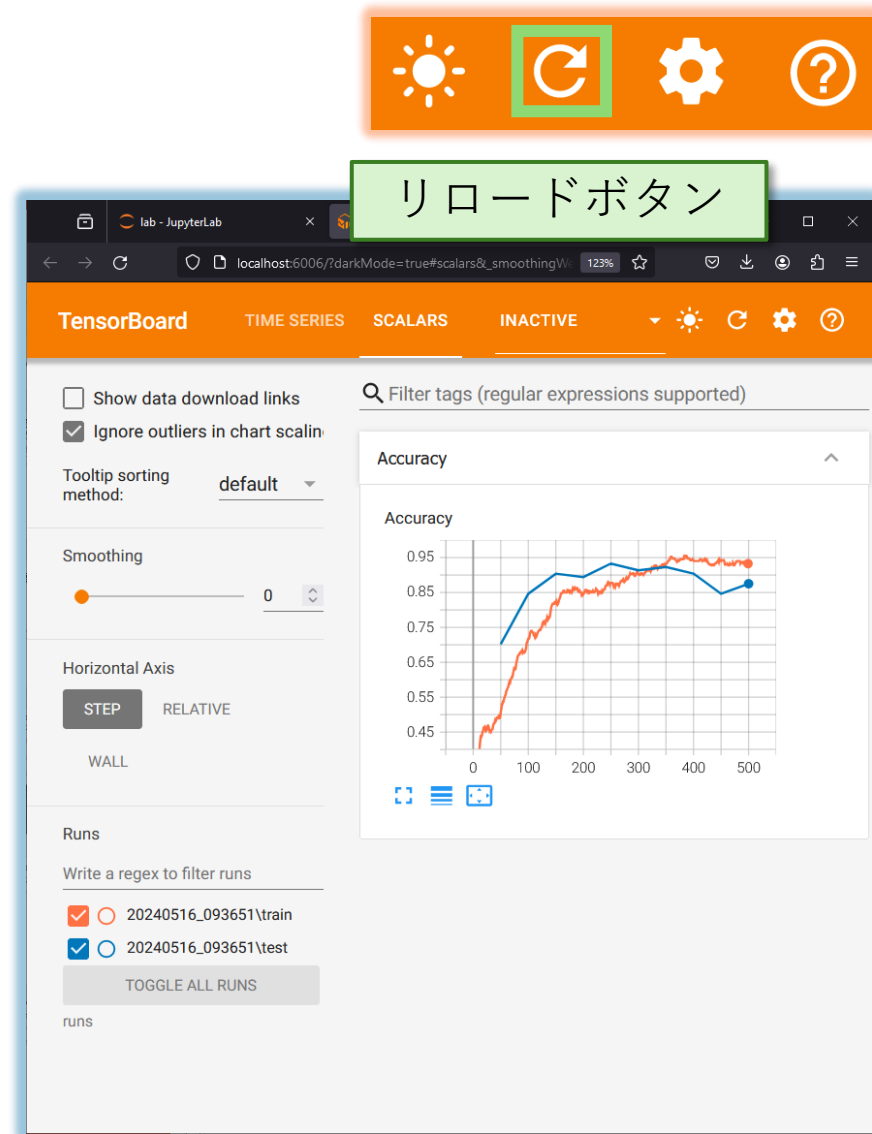 リロードボタン
lab - JupyterLab
localhost:6006/?darkMode=true#scalars&_smoothingWe
123%
TensorBoard
TIME SERIES
SCALARS
INACTIVE
Show data download links
Ignore outliers in chart scalin
Tooltip sorting
method:
default
Smoothing
0
Horizontal Axis
STEP
RELATIVE
WALL
Runs
Write a regex to filter runs
20240516_093651\train
20240516_093651\test
TOGGLE ALL RUNS
runs
Filter tags (regular expressions supported)
Accuracy
Accuracy
0.95
0.85
0.75
0.65
0.55
0.45
0 100 200 300 400 500